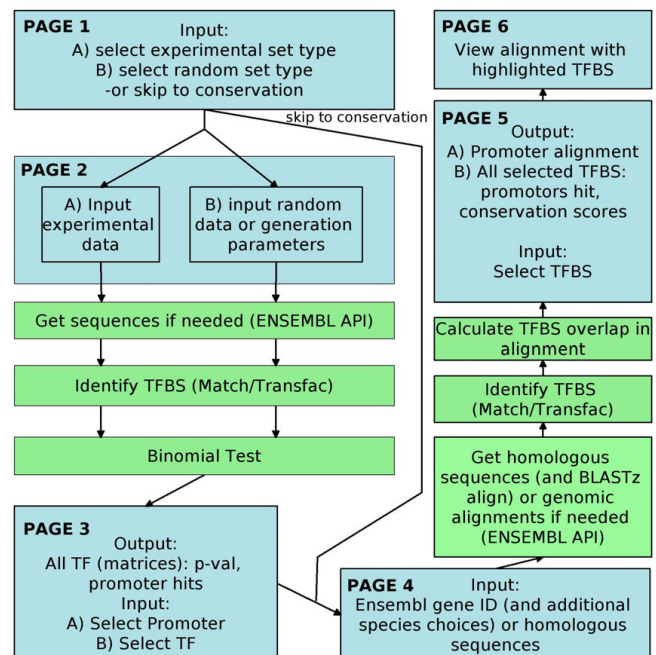 PAGE 1
Input:
A) select experimental set type
B) select random set type
-or skip to conservation
skip to conservation
PAGE 2
A) Input
experimental
data
B) input random
data or generation
parameters
Get sequences if needed (ENSEMBL API)
Identify TFBS (Match/Transfac)
Binomial Test
PAGE 3
Output:
All TF (matrices): p-val,
promoter hits
Input:
A) Select Promoter
B) Select TF
PAGE 4
Input:
Ensembl gene ID (and additional
species choices) or homologous
sequences
Get homologous
sequences (and BLASTz
align) or genomic
alignments if needed
(ENSEMBL API)
Identify TFBS
(Match/Transfac)
Calculate TFBS overlap in
alignment
PAGE 5
Output:
A) Promoter alignment
B) All selected TFBS:
promotors hit,
conservation scores
Input:
Select TFBS
PAGE 6
View alignment with
highlighted TFBS